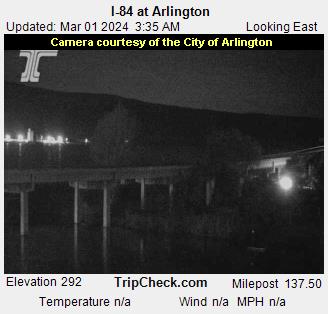 I-84 at Arlington
Updated: Mar 01 2024 3:35 AM Looking East
Camera courtesy of the City of Arlington
Elevation 292 TripCheck.com Milepost 137.50
Temperature n/a Wind n/a MPH n/a